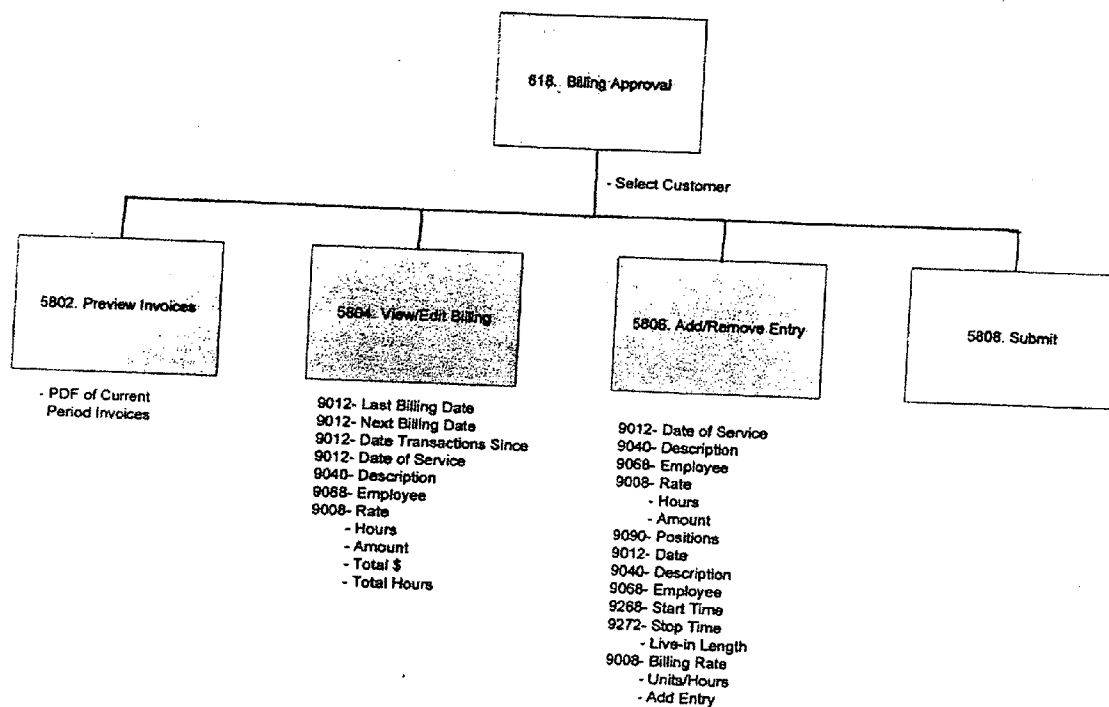 618. Billing Approval
- Select Customer
5802. Preview Invoices
- PDF of Current
Period Invoices
5804. View/Edit Billing
9012- Last Billing Date
9012- Next Billing Date
9012- Date Transactions Since
9012- Date of Service
9040- Description
9068- Employee
9008- Rate
- Hours
- Amount
- Total $
- Total Hours
5806. Add/Remove Entry
9012- Date of Service
9040- Description
9068- Employee
9008- Rate
- Hours
- Amount
9090- Positions
9012- Date
9040- Description
9068- Employee
9268- Start Time
9272- Stop Time
- Live-in Length
9008- Billing Rate
- Units/Hours
- Add Entry
5808. Submit